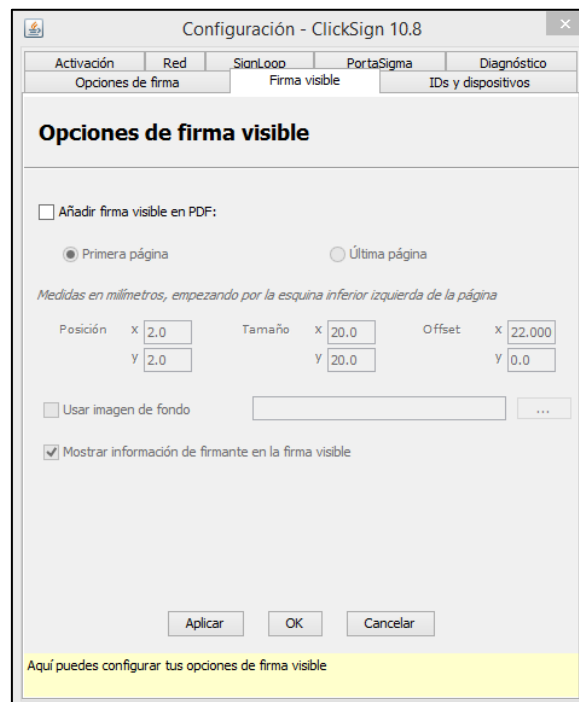 Configuración - ClickSign 10.8
Activación Red SignLoop PortaSigma Diagnóstico
Opciones de firma Firma visible IDs y dispositivos
Opciones de firma visible
Añadir firma visible en PDF:
Primera página Última página
Medidas en milímetros, empezando por la esquina inferior izquierda de la página
Posición x 2.0 Tamaño x 20.0 Offset x 22.000
y 2.0 y 20.0 y 0.0
Usar imagen de fondo ...
Mostrar información de firmante en la firma visible
Aplicar OK Cancelar
Aquí puedes configurar tus opciones de firma visible